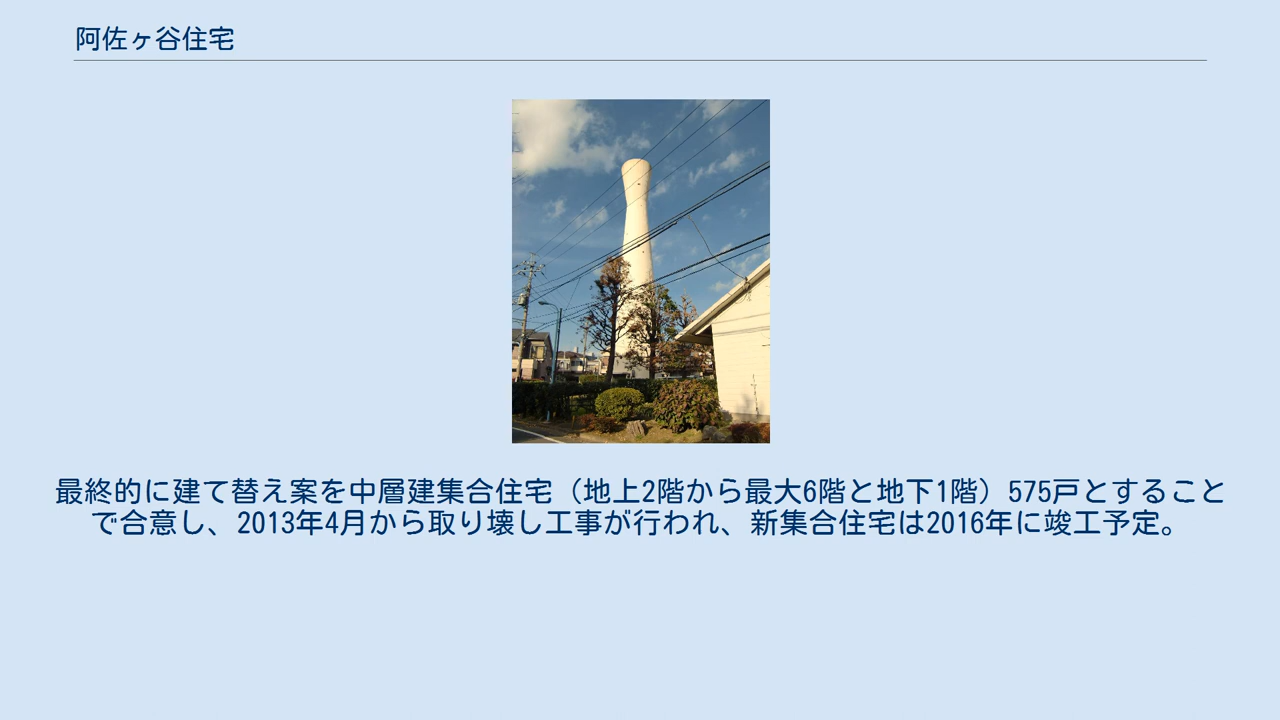 阿佐ヶ谷住宅
最終的に建て替え案を中層建集合住宅（地上2階から最大6階と地下1階）575戸とすること
で合意し、2013年4月から取り壊し工事が行われ、新集合住宅は2016年に竣工予定。